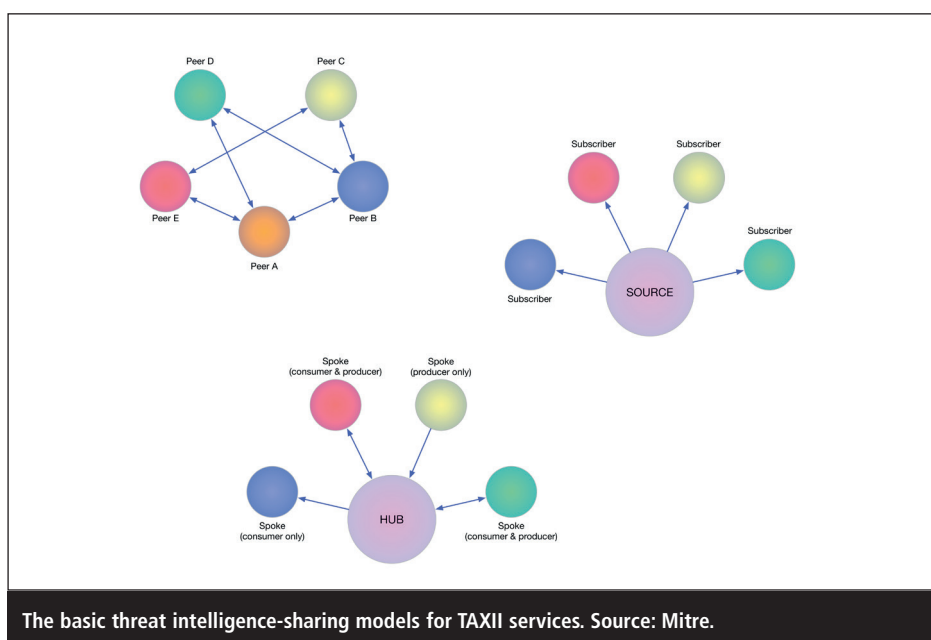 Peer D
Peer C
Peer E
Peer B
Peer A
Subscriber
Subscriber
Subscriber
Subscriber
SOURCE
Spoke
(consumer & producer)
Spoke
(producer only)
Spoke
(consumer only)
HUB
Spoke
(consumer & producer)
The basic threat intelligence-sharing models for TAXII services. Source: Mitre.